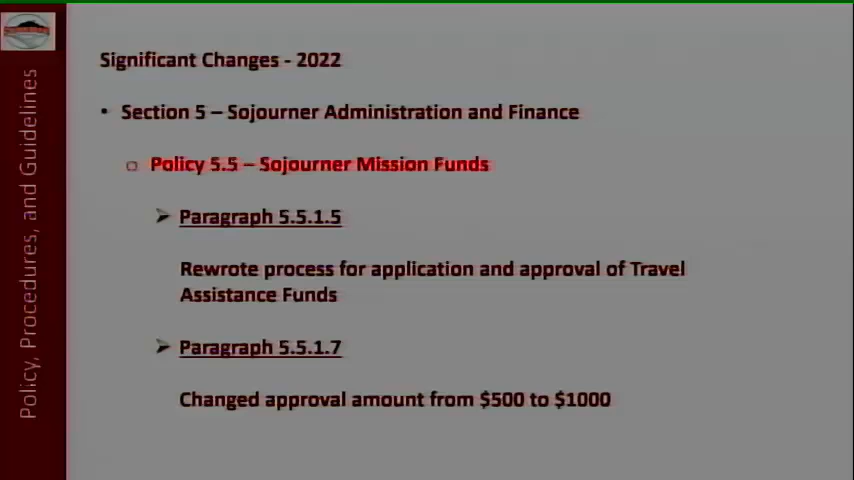 Significant Changes - 2022
• Section 5 – Sojourner Administration and Finance
o Policy 5.5 – Sojourner Mission Funds
➢ Paragraph 5.5.1.5
Rewrote process for application and approval of Travel
Assistance Funds
➢ Paragraph 5.5.1.7
Changed approval amount from $500 to $1000
Policy, Procedures, and Guidelines